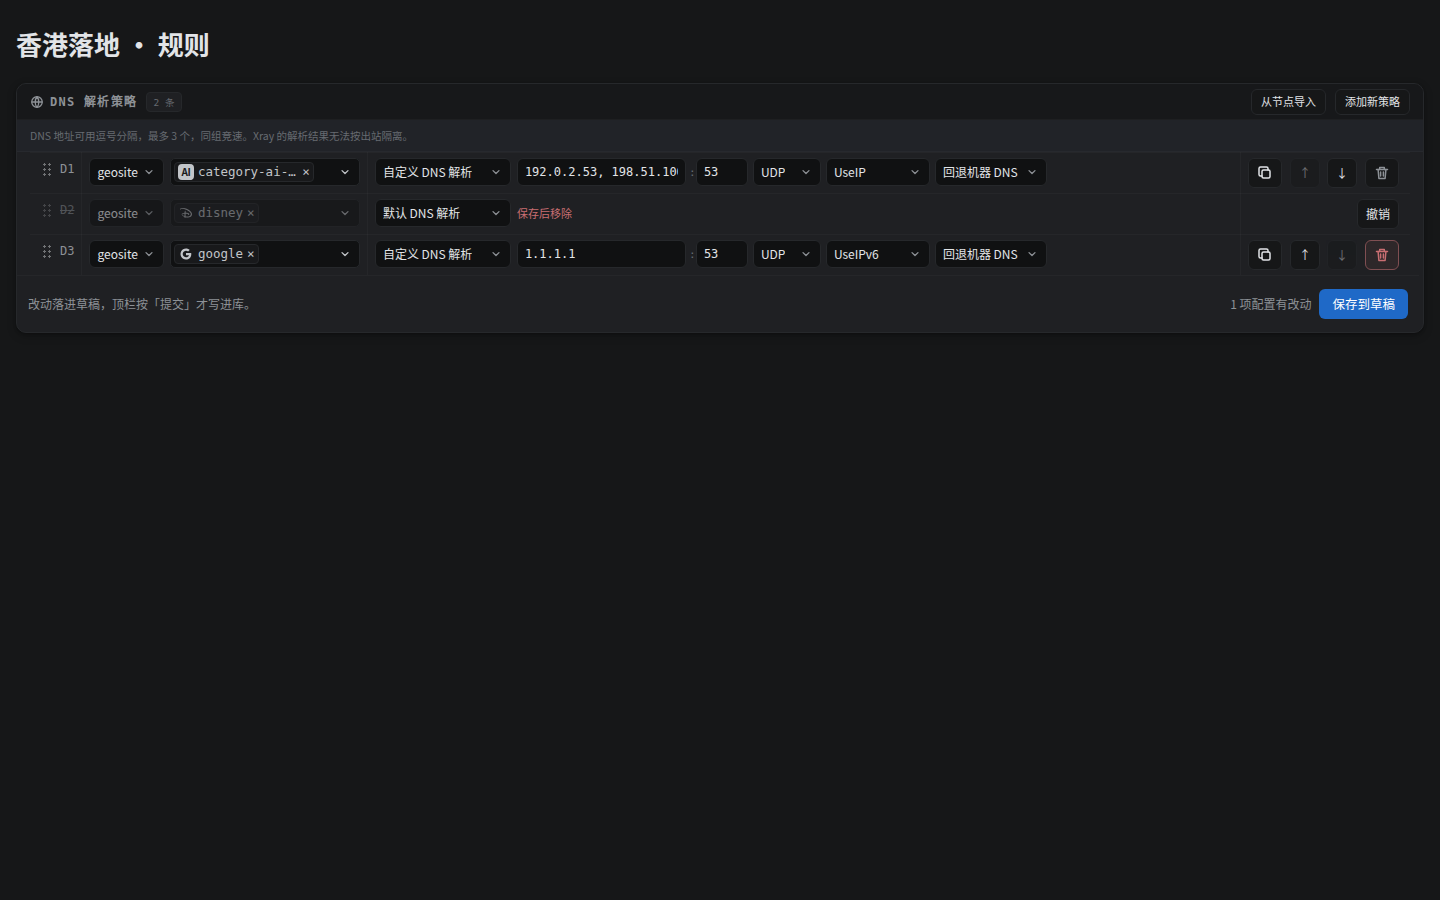 香港落地 · 规则
DNS 解析策略 2 条 从节点导入 添加新策略
DNS 地址可用逗号分隔，最多 3 个，同组竞速。Xray 的解析结果无法按出站隔离。
D1 geosite AI category-ai-… × 自定义 DNS 解析 192.0.2.53, 198.51.10 : 53 UDP UseIP 回退机器 DNS ↑ ↓
D2 geosite disney × 默认 DNS 解析 保存后移除 撤销
D3 geosite G google × 自定义 DNS 解析 1.1.1.1 : 53 UDP UseIPv6 回退机器 DNS ↑ ↓
改动落进草稿，顶栏按「提交」才写进库。 1 项配置有改动 保存到草稿